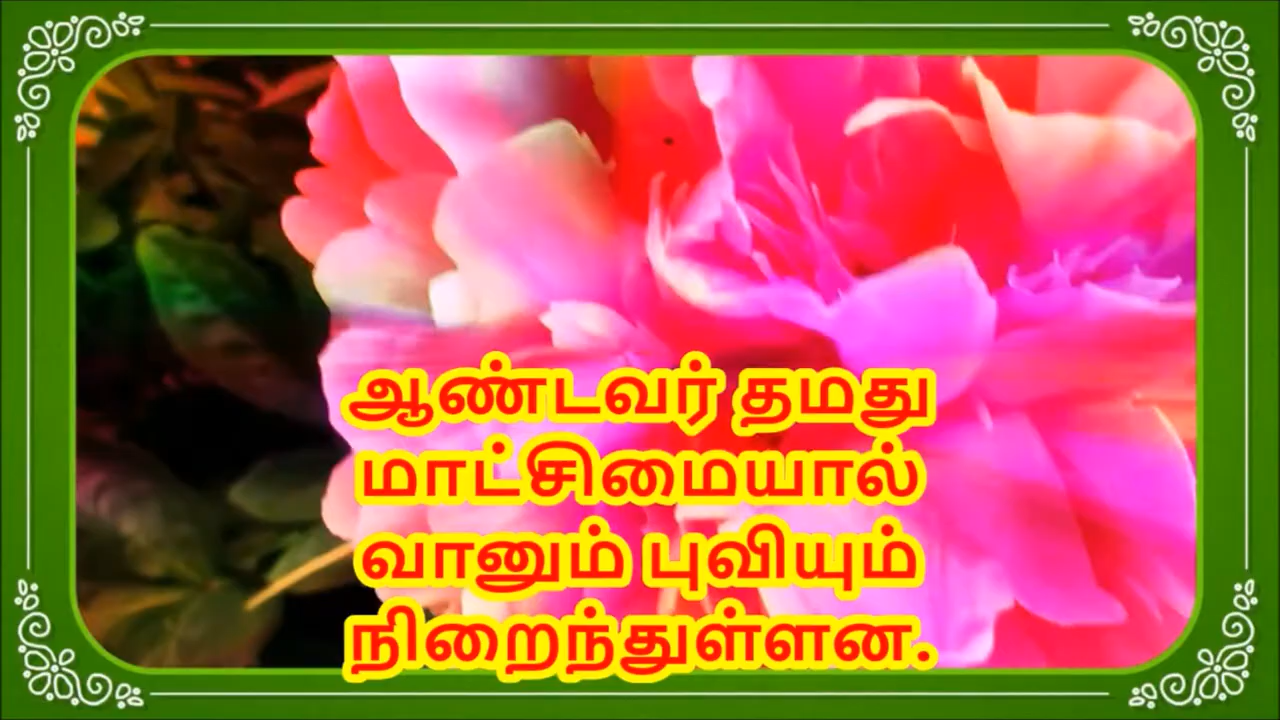 ஆண்டவர் தமது
மாட்சிமையால்
வானும் புவியும்
நிறைந்துள்ளன.